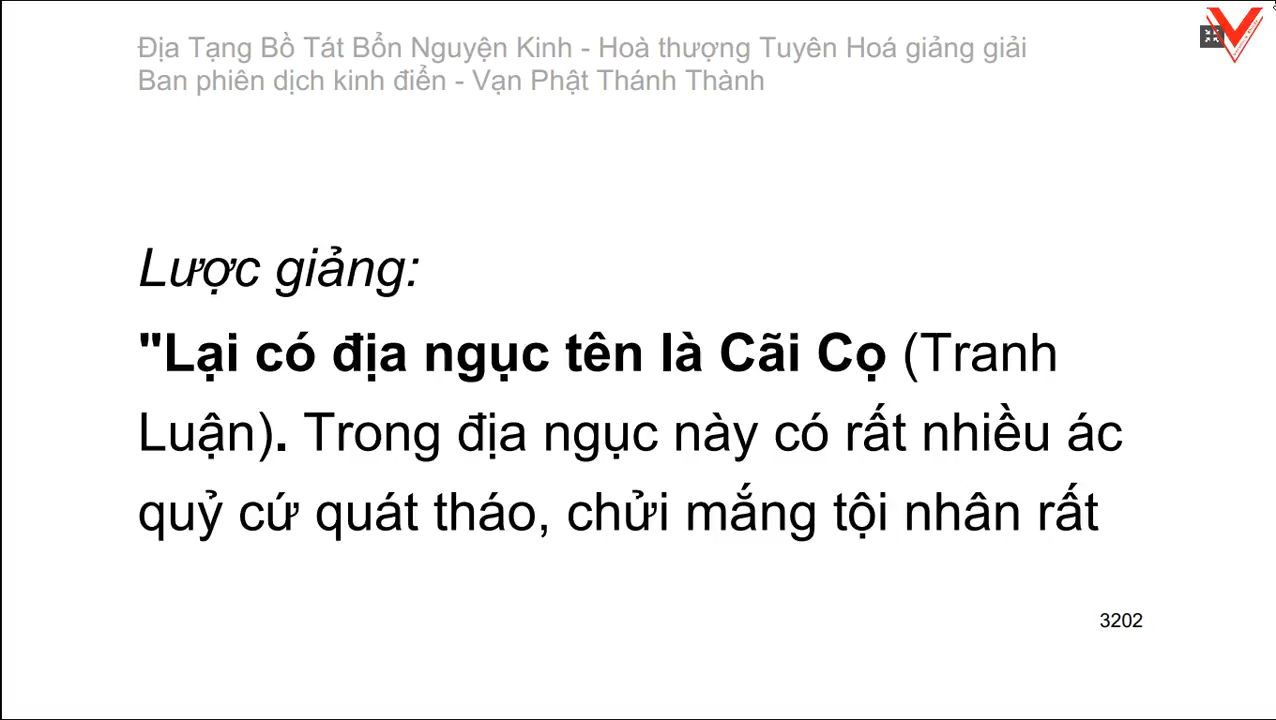 Địa Tạng Bồ Tát Bổn Nguyện Kinh - Hoà thượng Tuyên Hoá giảng giải
Ban phiên dịch kinh điển - Vạn Phật Thánh Thành
Lược giảng:
"Lại có địa ngục tên là Cãi Cọ (Tranh
Luận). Trong địa ngục này có rất nhiều ác
quỷ cứ quát tháo, chửi mắng tội nhân rất
3202